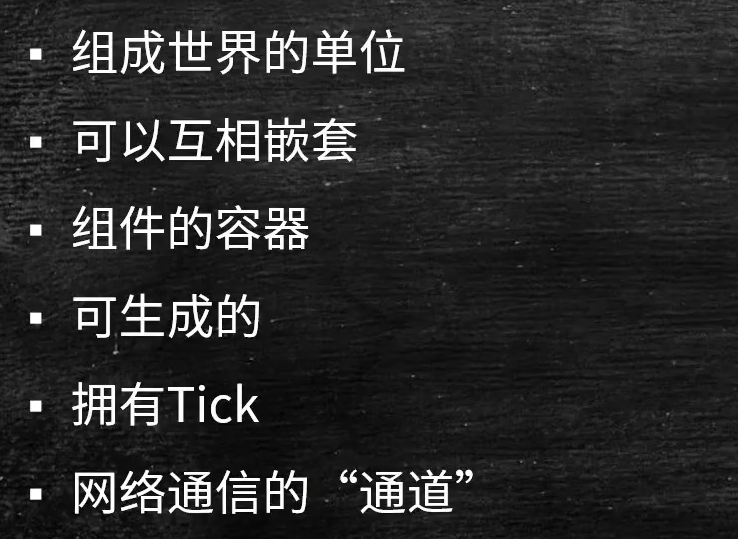 ▪ 组成世界的单位
▪ 可以互相嵌套
▪ 组件的容器
▪ 可生成的
▪ 拥有Tick
▪ 网络通信的“通道”